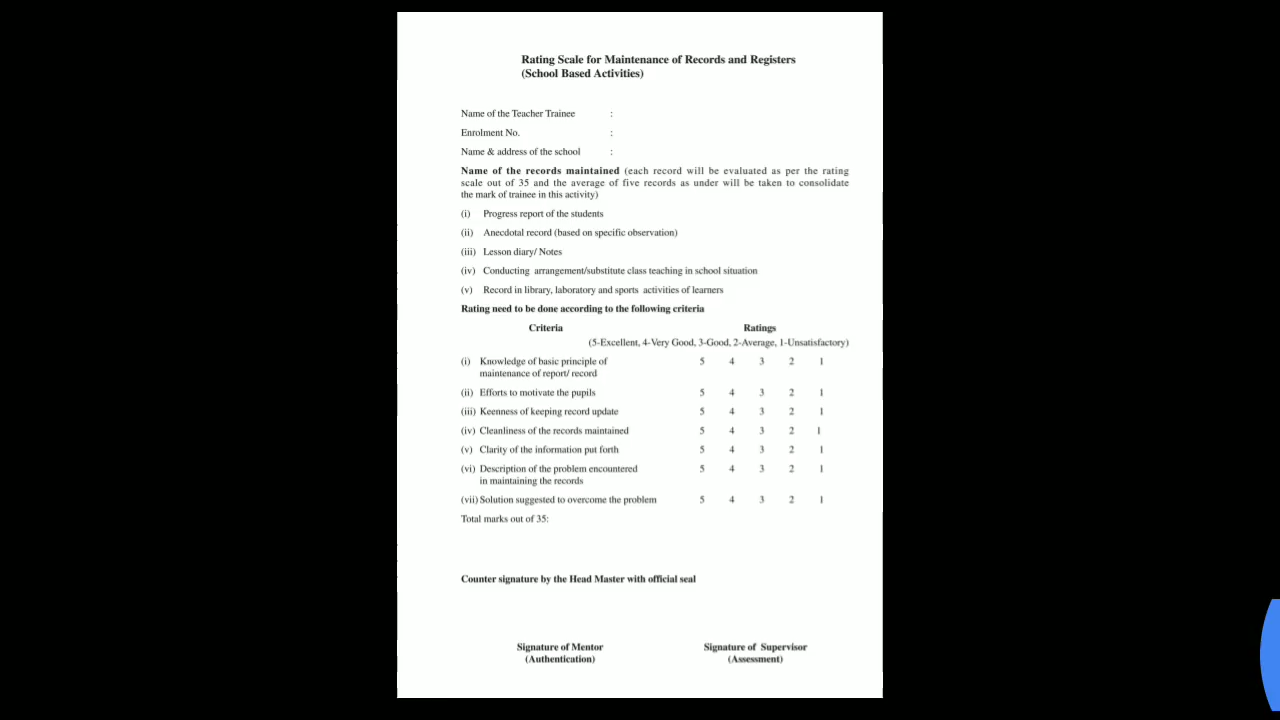 Rating Scale for Maintenance of Records and Registers
(School Based Activities)
Name of the Teacher Trainee :
Enrolment No. :
Name & address of the school :
Name of the records maintained (each record will be evaluated as per the rating
scale out of 35 and the average of five records as under will be taken to consolidate
the mark of trainee in this activity)
(i) Progress report of the students
(ii) Anecdotal record (based on specific observation)
(iii) Lesson diary/ Notes
(iv) Conducting arrangement/substitute class teaching in school situation
(v) Record in library, laboratory and sports activities of learners
Rating need to be done according to the following criteria
Criteria Ratings
(5-Excellent, 4-Very Good, 3-Good, 2-Average, 1-Unsatisfactory)
(i) Knowledge of basic principle of 5 4 3 2 1
maintenance of report/ record
(ii) Efforts to motivate the pupils 5 4 3 2 1
(iii) Keenness of keeping record update 5 4 3 2 1
(iv) Cleanliness of the records maintained 5 4 3 2 1
(v) Clarity of the information put forth 5 4 3 2 1
(vi) Description of the problem encountered 5 4 3 2 1
in maintaining the records
(vii) Solution suggested to overcome the problem 5 4 3 2 1
Total marks out of 35:
Counter signature by the Head Master with official seal
Signature of Mentor Signature of Supervisor
(Authentication) (Assessment)